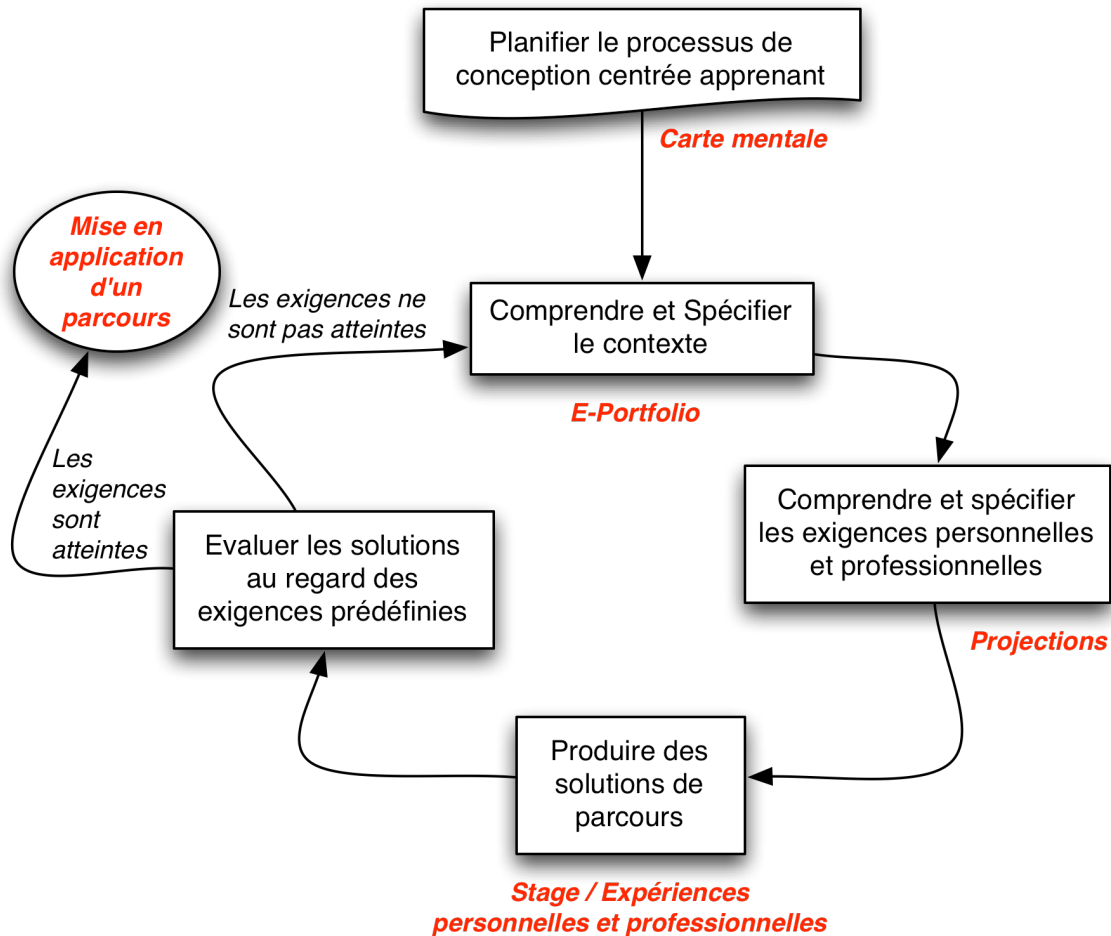 Planifier le processus de
conception centrée apprenant
Carte mentale
Mise en
application
d'un
parcours
Les exigences ne
sont pas atteintes
Comprendre et Spécifier
le contexte
E-Portfolio
Les
exigences
sont
atteintes
Comprendre et spécifier
les exigences personnelles
et professionnelles
Projections
Evaluer les solutions
au regard des
exigences prédéfinies
Produire des
solutions de
parcours
Stage / Expériences
personnelles et professionnelles